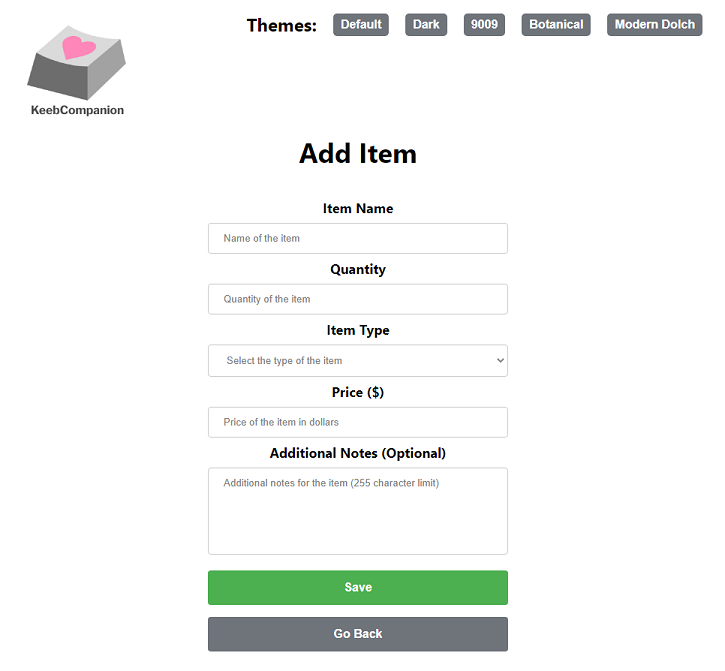 Themes: Default Dark 9009 Botanical Modern Dolch
KeebCompanion
Add Item
Item Name
Name of the item
Quantity
Quantity of the item
Item Type
Select the type of the item
Price ($)
Price of the item in dollars
Additional Notes (Optional)
Additional notes for the item (255 character limit)
Save
Go Back